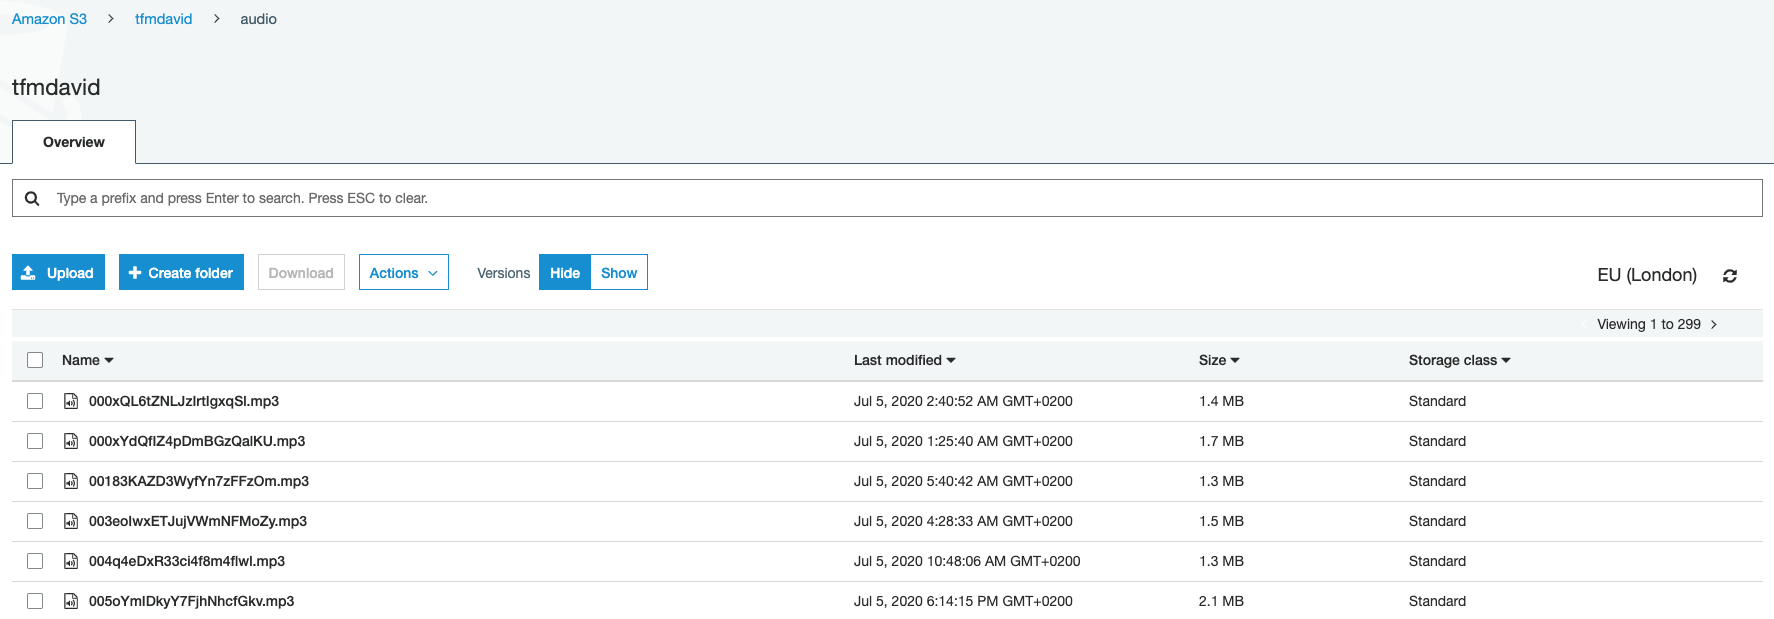 Amazon S3 > tfmdavid > audio
tfmdavid
Overview
Type a prefix and press Enter to search. Press ESC to clear.
Upload + Create folder Download Actions Versions Hide Show EU (London)
Viewing 1 to 299
Name Last modified Size Storage class
000xQL6tZNLJzIrtIgxqSl.mp3 Jul 5, 2020 2:40:52 AM GMT+0200 1.4 MB Standard
000xYdQfIZ4pDmBGzQalKU.mp3 Jul 5, 2020 1:25:40 AM GMT+0200 1.7 MB Standard
00183KAZD3WyfYn7zFFzOm.mp3 Jul 5, 2020 5:40:42 AM GMT+0200 1.3 MB Standard
003eoIwxETJujVWmNFMoZy.mp3 Jul 5, 2020 4:28:33 AM GMT+0200 1.5 MB Standard
004q4eDxR33ci4f8m4flwI.mp3 Jul 5, 2020 10:48:06 AM GMT+0200 1.3 MB Standard
005oYmIDkyY7FjhNhcfGkv.mp3 Jul 5, 2020 6:14:15 PM GMT+0200 2.1 MB Standard